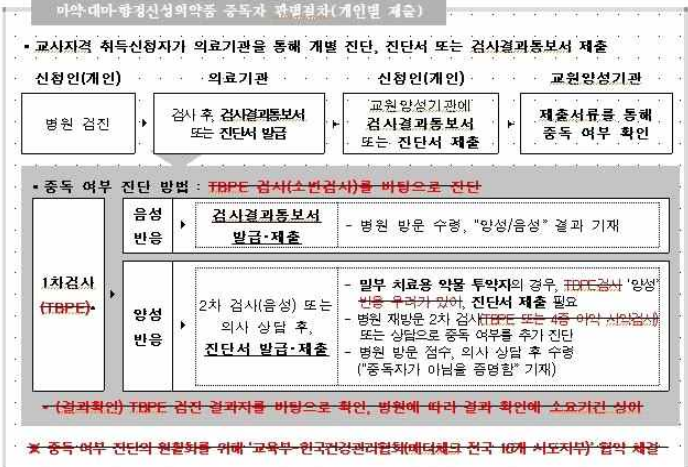 마약·대마·향정신성의약품 중독자 판별절차(개인별 제출)
▪ 교사자격 취득신청자가 의료기관을 통해 개별 진단, 진단서 또는 검사결과통보서 제출
신청인(개인) 의료기관 신청인(개인) 교원양성기관
병원 검진
검사 후, 검사결과통보서
또는 진단서 발급
교원양성기관에
검사결과통보서
또는 진단서 제출
제출서류를 통해
중독 여부 확인
▪ 중독 여부 진단 방법 : TBPE 검사(소변검사)를 바탕으로 진단
1차검사
(TBPE)
음성
반응
검사결과통보서
발급·제출
- 병원 방문 수령, "양성/음성" 결과 기재
양성
반응
2차 검사(음성) 또는
의사 상담 후,
진단서 발급·제출
- 일부 치료용 약물 투약자의 경우, TBPE검사 '양성'
반응 우려가 있어, 진단서 제출 필요
- 병원 재방문 2차 검사(TBPE 또는 4종 마약 시약검사)
또는 상담으로 중독 여부를 추가 진단
- 병원 방문 접수, 의사 상담 후 수령
("중독자가 아님을 증명함" 기재)
- (결과확인) TBPE 검진 결과지를 바탕으로 확인, 병원에 따라 결과 확인에 소요기간 상이
※ 중독 여부 진단의 원활화를 위해 '교육부-한국건강관리협회(메디체크 전국 16개 시도지부)' 협약 체결